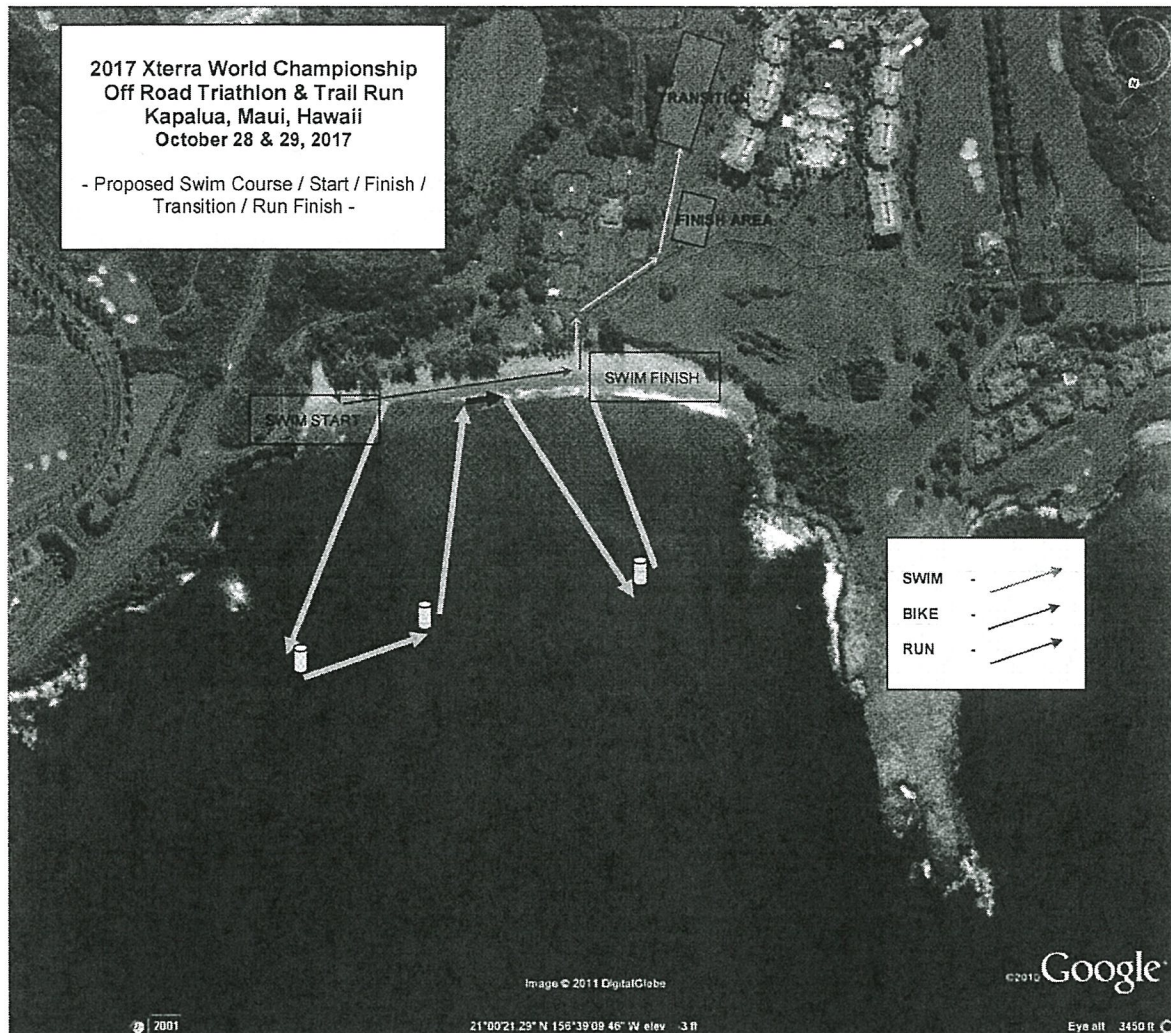 2017 Xterra World Championship
Off Road Triathlon & Trail Run
Kapalua, Maui, Hawaii
October 28 & 29, 2017
- Proposed Swim Course / Start / Finish /
Transition / Run Finish -
N
TRANSITION
FINISH AREA
SWIM FINISH
SWIM START
SWIM -
BIKE -
RUN -
Image © 2011 DigitalGlobe
©2010 Google
2001
21°00'21.29" N 156°39'09.46" W elev -3 ft
Eye alt 3450 ft